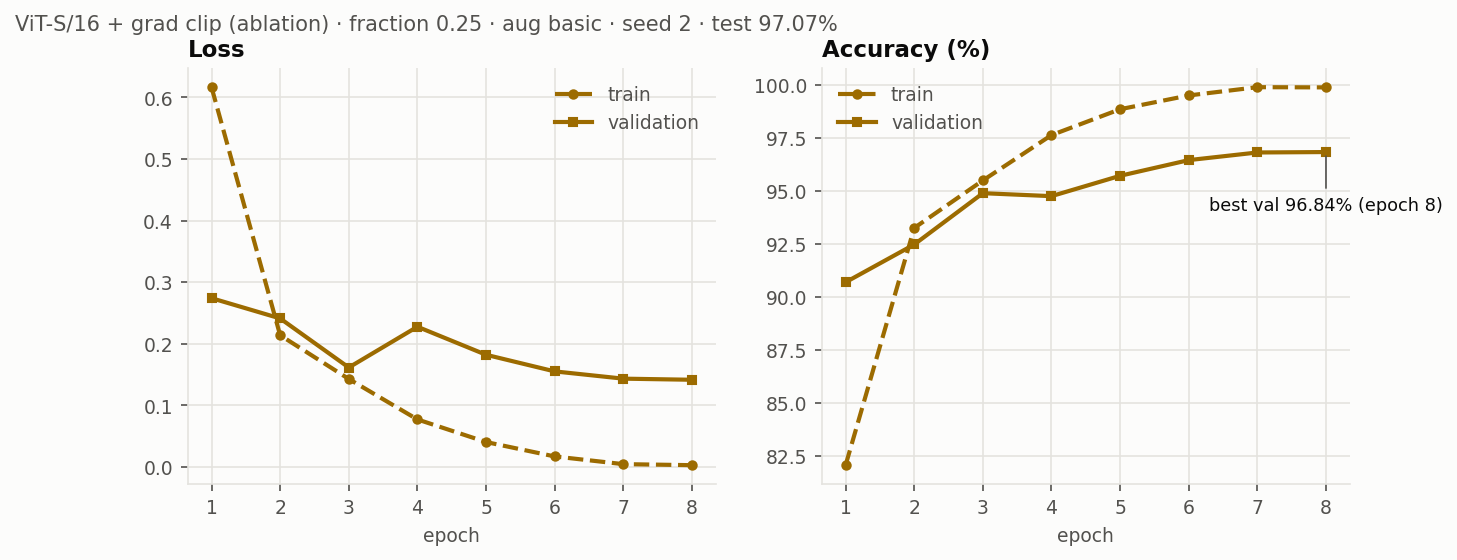 ViT-S/16 + grad clip (ablation) · fraction 0.25 · aug basic · seed 2 · test 97.07%
Loss
train
validation
0.6
0.5
0.4
0.3
0.2
0.1
0.0
1 2 3 4 5 6 7 8
epoch
Accuracy (%)
train
validation
100.0
97.5
95.0
92.5
90.0
87.5
85.0
82.5
best val 96.84% (epoch 8)
1 2 3 4 5 6 7 8
epoch